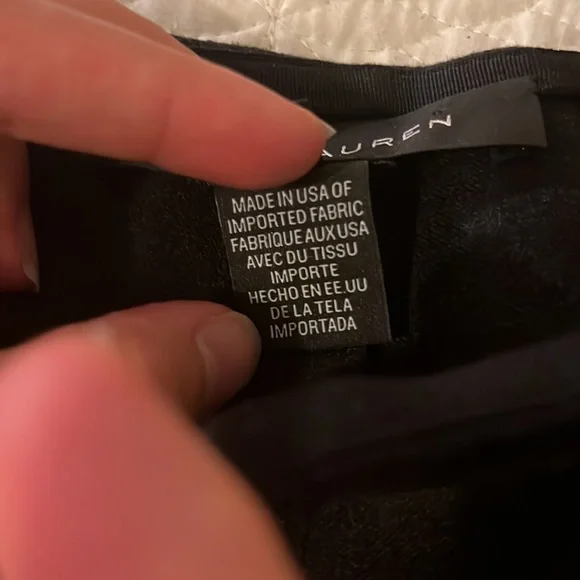 AUREN
MADE IN USA OF
IMPORTED FABRIC
FABRIQUE AUX USA
AVEC DU TISSU
IMPORTE
HECHO EN EE.UU
DE LA TELA
IMPORTADA